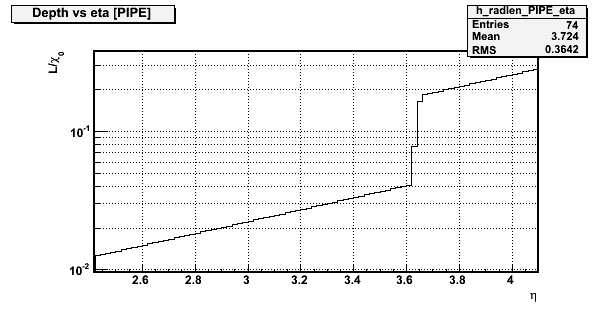 Depth vs eta [PIPE]
h_radlen_PIPE_eta
Entries 74
Mean 3.724
RMS 0.3642
L/χ0
10-1
10-2
2.6 2.8 3 3.2 3.4 3.6 3.8 4
η